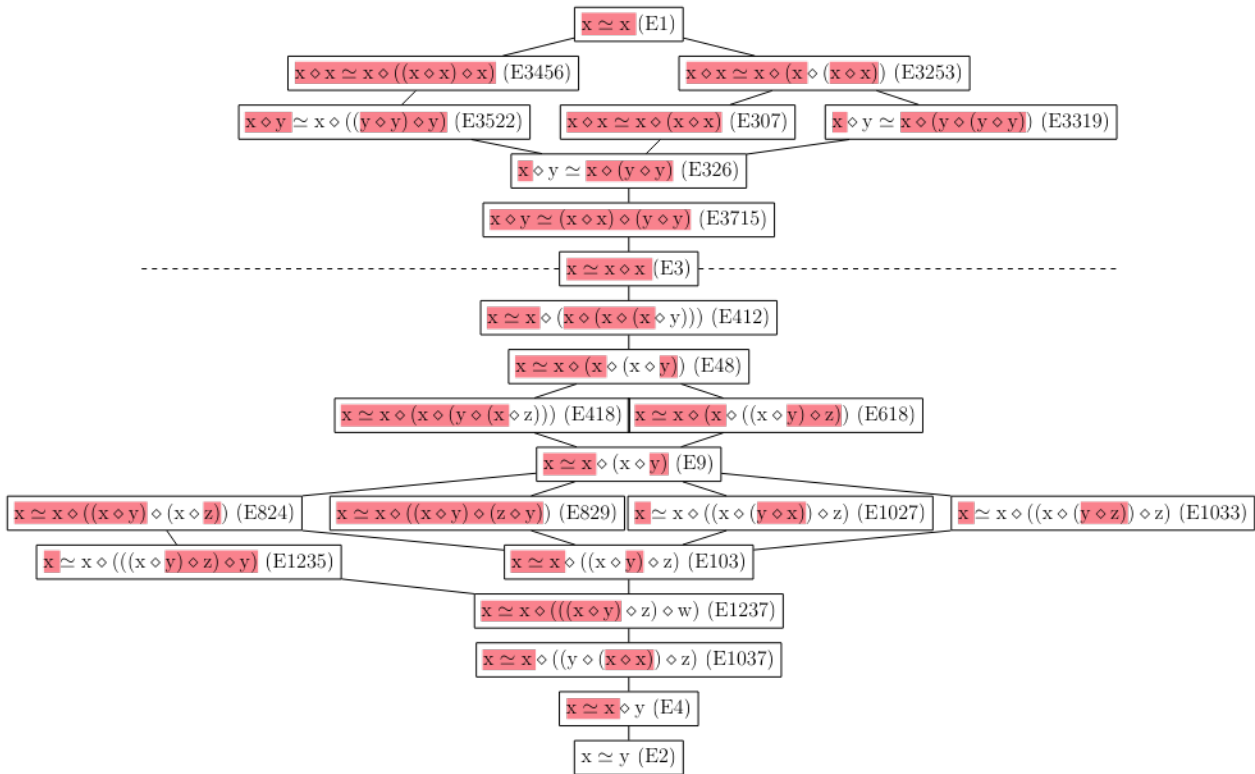 x ≃ x (E1)
x ⋄ x ≃ x ⋄ ((x ⋄ x) ⋄ x) (E3456)
x ⋄ x ≃ x ⋄ (x ⋄ (x ⋄ x)) (E3253)
x ⋄ y ≃ x ⋄ ((y ⋄ y) ⋄ y) (E3522)
x ⋄ x ≃ x ⋄ (x ⋄ x) (E307)
x ⋄ y ≃ x ⋄ (y ⋄ (y ⋄ y)) (E3319)
x ⋄ y ≃ x ⋄ (y ⋄ y) (E326)
x ⋄ y ≃ (x ⋄ x) ⋄ (y ⋄ y) (E3715)
x ≃ x ⋄ x (E3)
x ≃ x ⋄ (x ⋄ (x ⋄ (x ⋄ y))) (E412)
x ≃ x ⋄ (x ⋄ (x ⋄ y)) (E48)
x ≃ x ⋄ (x ⋄ (y ⋄ (x ⋄ z))) (E418)
x ≃ x ⋄ (x ⋄ ((x ⋄ y) ⋄ z)) (E618)
x ≃ x ⋄ (x ⋄ y) (E9)
x ≃ x ⋄ ((x ⋄ y) ⋄ (x ⋄ z)) (E824)
x ≃ x ⋄ ((x ⋄ y) ⋄ (z ⋄ y)) (E829)
x ≃ x ⋄ ((x ⋄ (y ⋄ x)) ⋄ z) (E1027)
x ≃ x ⋄ ((x ⋄ (y ⋄ z)) ⋄ z) (E1033)
x ≃ x ⋄ (((x ⋄ y) ⋄ z) ⋄ y) (E1235)
x ≃ x ⋄ ((x ⋄ y) ⋄ z) (E103)
x ≃ x ⋄ (((x ⋄ y) ⋄ z) ⋄ w) (E1237)
x ≃ x ⋄ ((y ⋄ (x ⋄ x)) ⋄ z) (E1037)
x ≃ x ⋄ y (E4)
x ≃ y (E2)